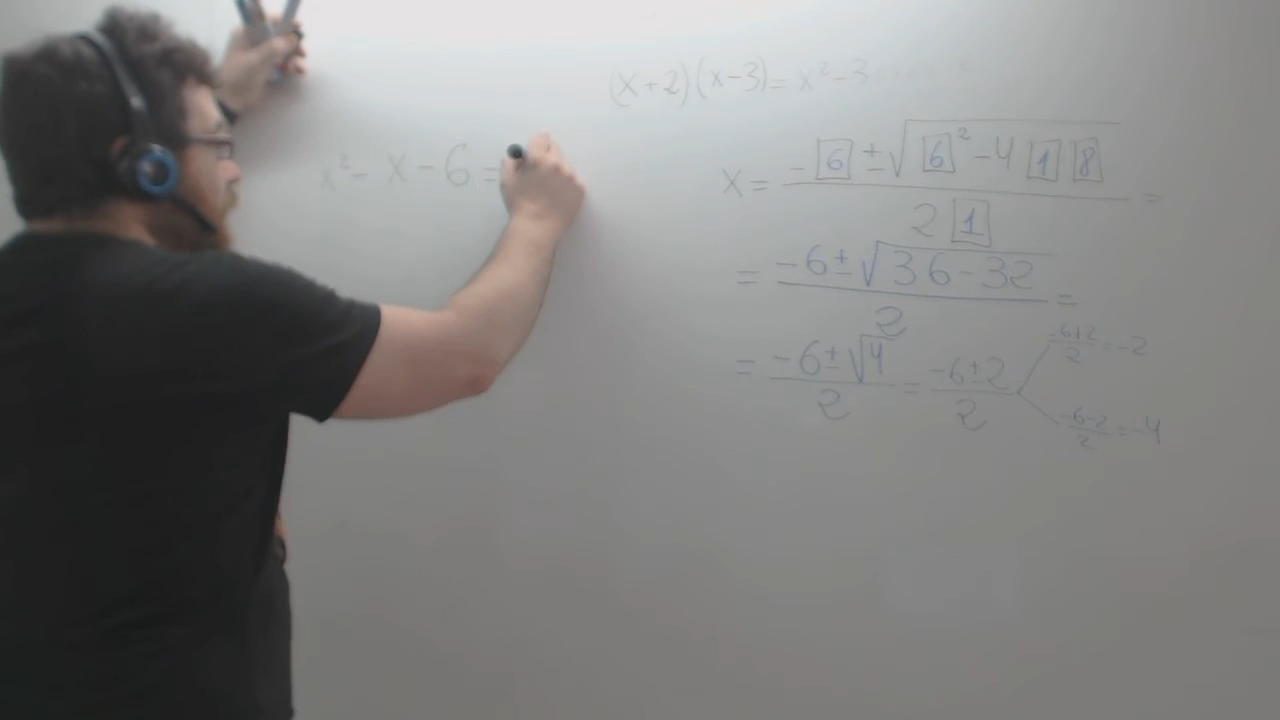 (x+2)(x-3)= x²-3
x²- x-6=
x= -6±√6²-4 1 8 / 2 1 =
= -6±√36-32 / 2 =
= -6±√4 / 2 = -6±2 / 2
-6+2 / 2 =-2
-6-2 / 2 =-4